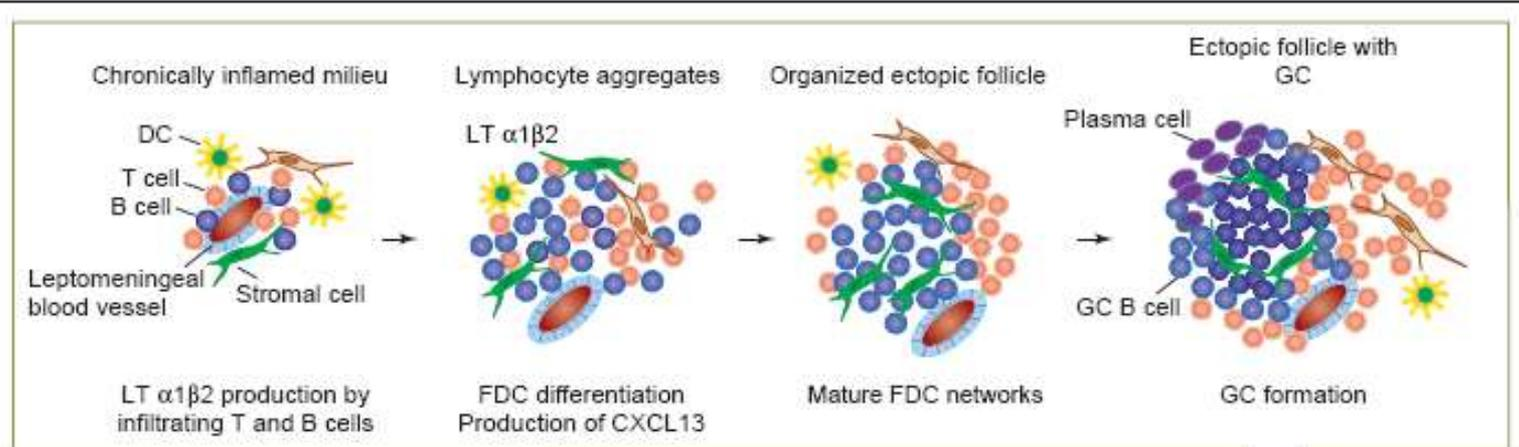 Chronically inflamed milieu
DC
T cell
B cell
Leptomeningeal
blood vessel
Stromal cell
LT α1β2 production by
infiltrating T and B cells
Lymphocyte aggregates
LT α1β2
FDC differentiation
Production of CXCL13
Organized ectopic follicle
Mature FDC networks
Ectopic follicle with
GC
Plasma cell
GC B cell
GC formation